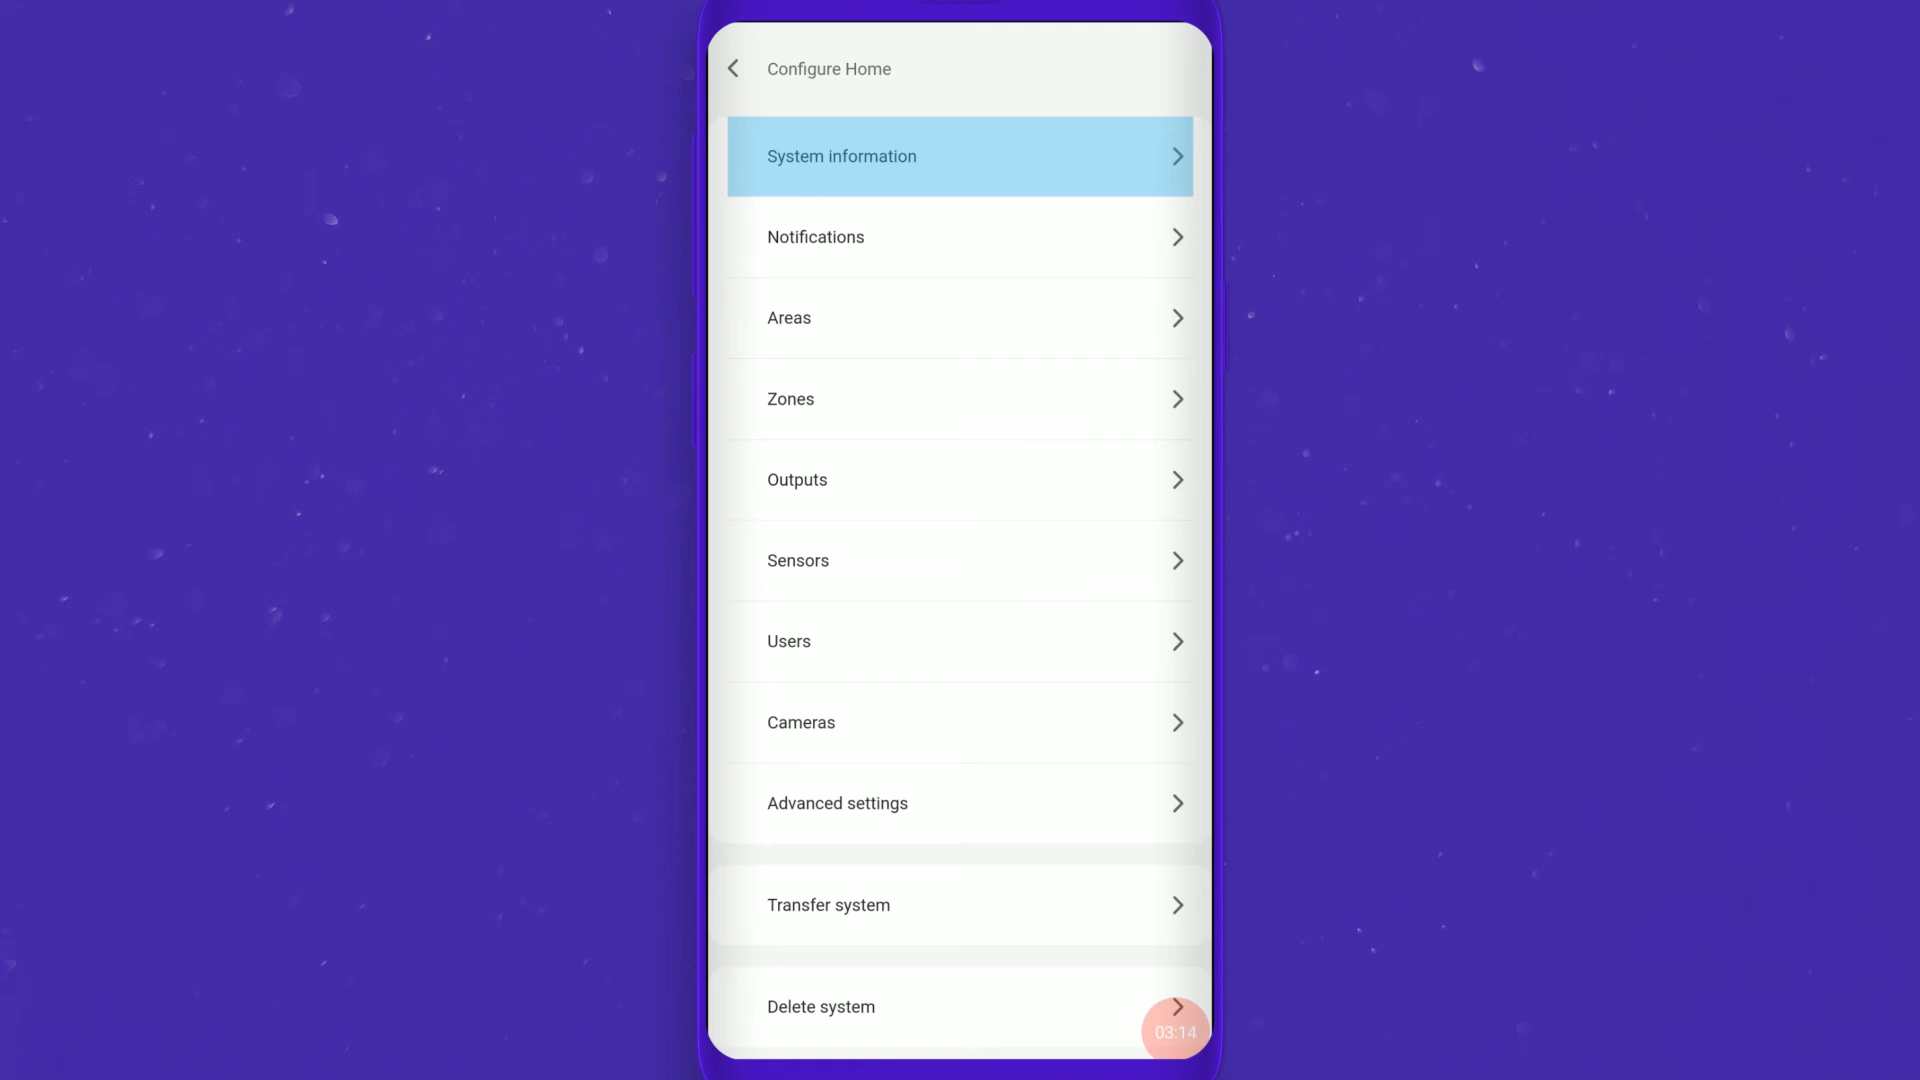 Configure Home
System information
Notifications
Areas
Zones
Outputs
Sensors
Users
Cameras
Advanced settings
Transfer system
Delete system
03:14